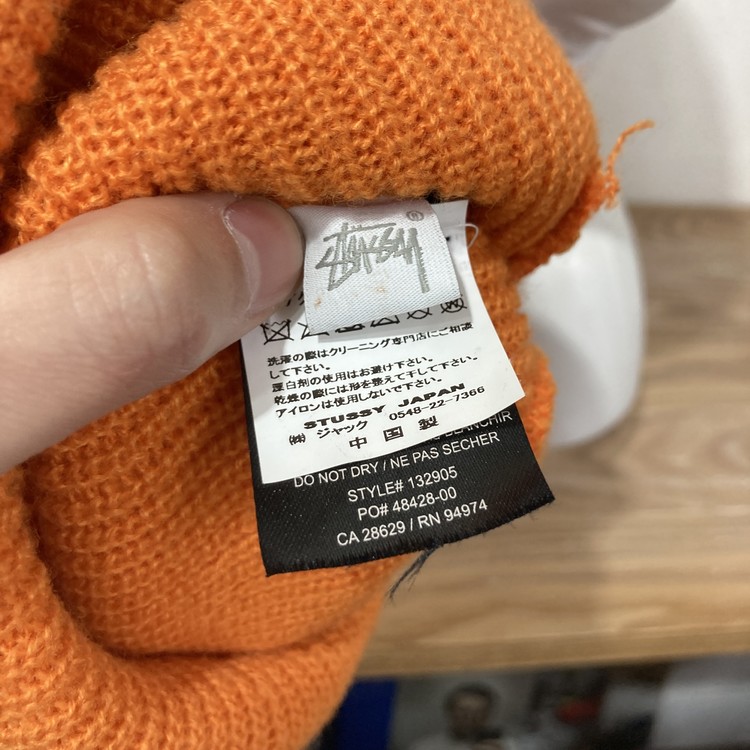 STUSSY ®
洗濯の際はクリーニング専門店にご相談
して下さい。
漂白剤の使用はお避け下さい。
乾燥の際には形を整えて干して下さい。
アイロンは使用しないで下さい。
STUSSY JAPAN
㈱ ジャック 0548-22-7366
中国製
BLANCHIR
DO NOT DRY / NE PAS SECHER
STYLE# 132905
PO# 48428-00
CA 28629 / RN 94974